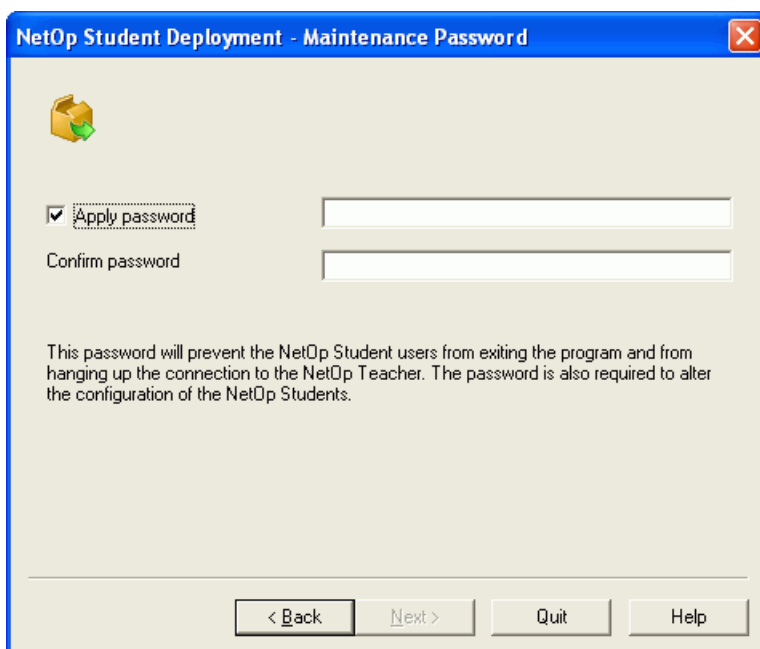 NetOp Student Deployment - Maintenance Password
Apply password
Confirm password
This password will prevent the NetOp Student users from exiting the program and from
hanging up the connection to the NetOp Teacher. The password is also required to alter
the configuration of the NetOp Students.
< Back Next > Quit Help